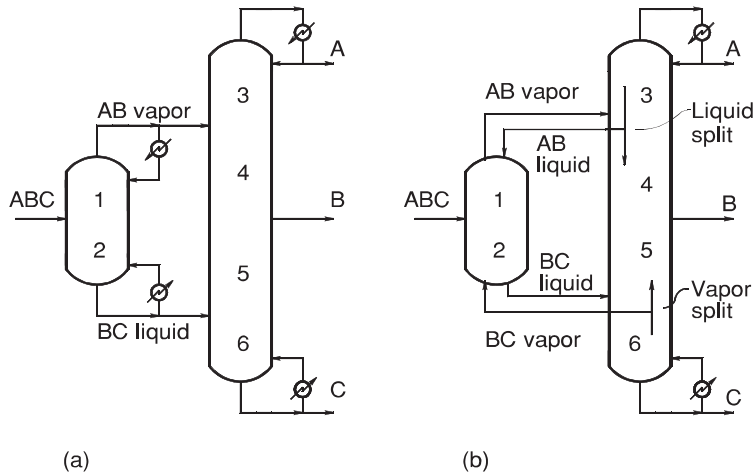 A
3
AB vapor
4
ABC
1
B
2
5
BC liquid
6
C
(a)
A
AB vapor
3
Liquid
split
AB
liquid
ABC
1
4
B
2
5
BC
liquid
Vapor
split
BC vapor
6
C
(b)